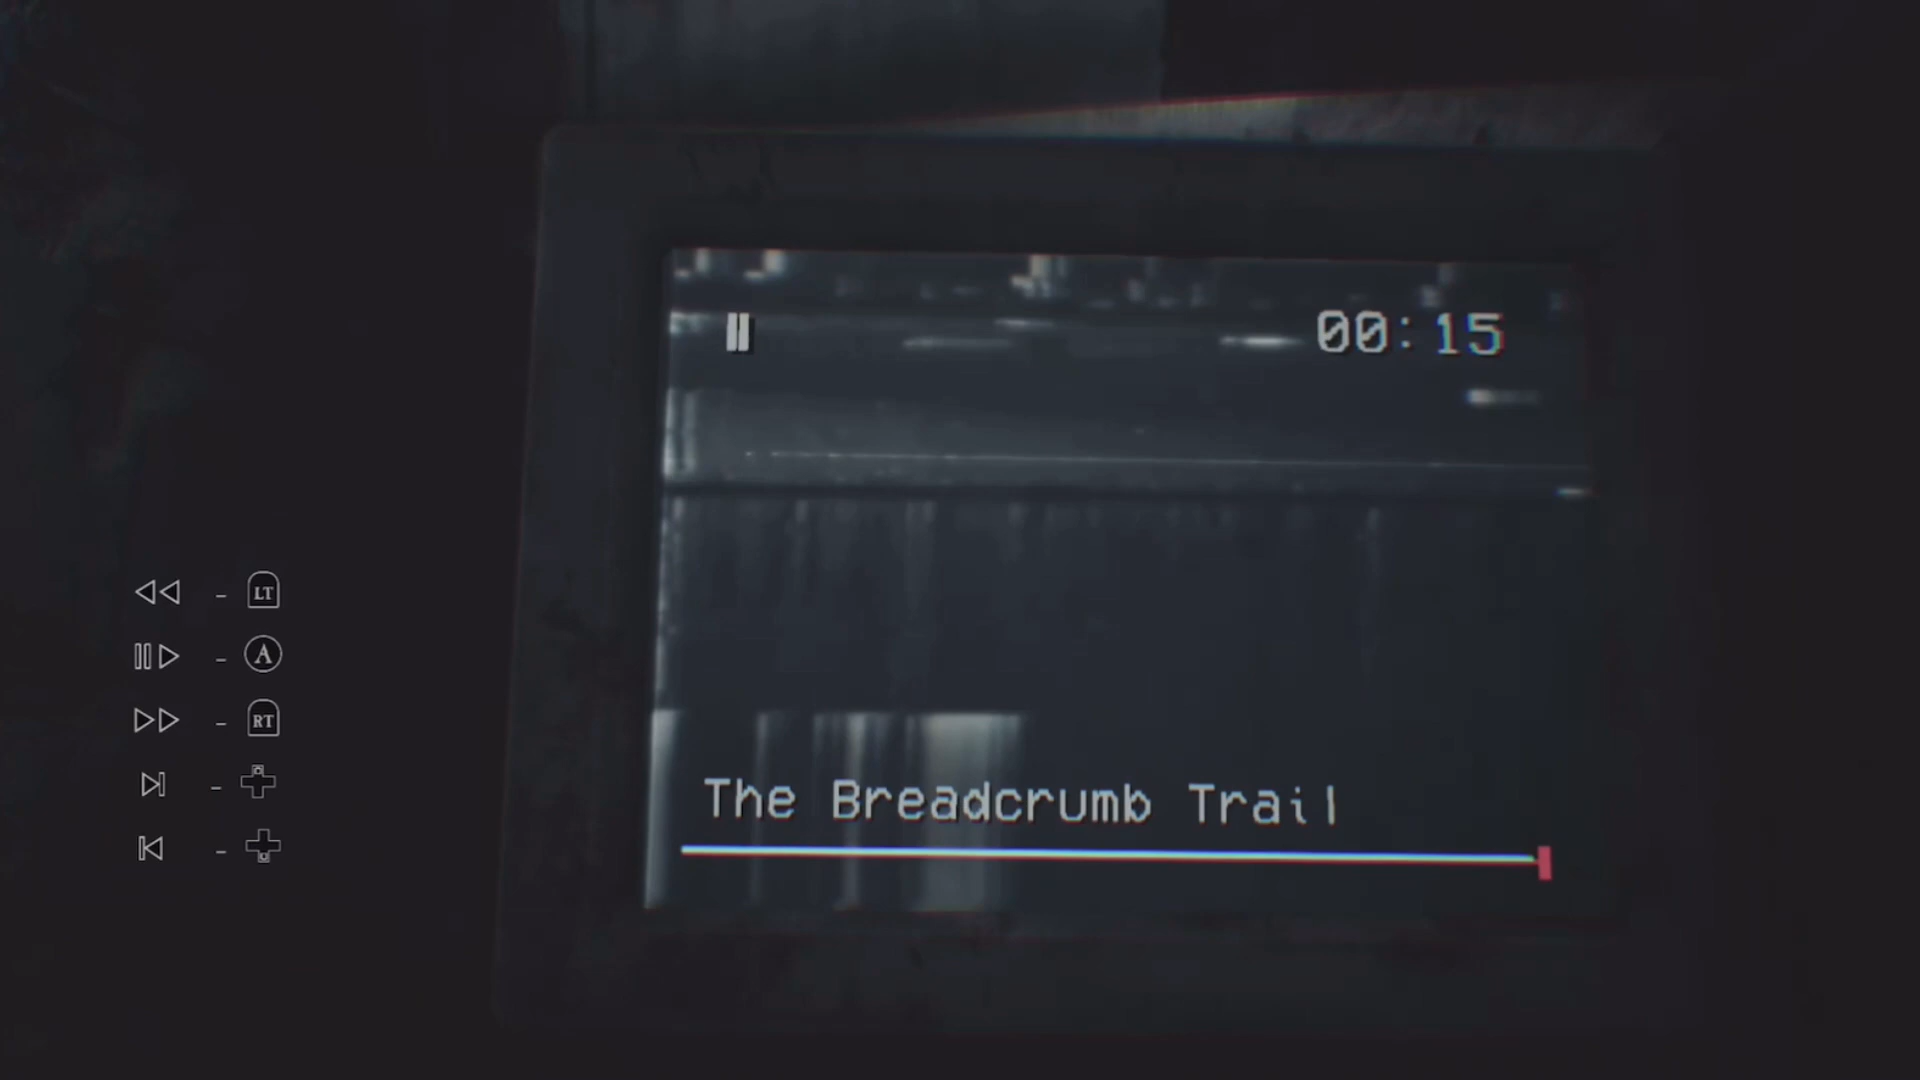 00:15
- LT
- A
- RT
-
-
The Breadcrumb Trail